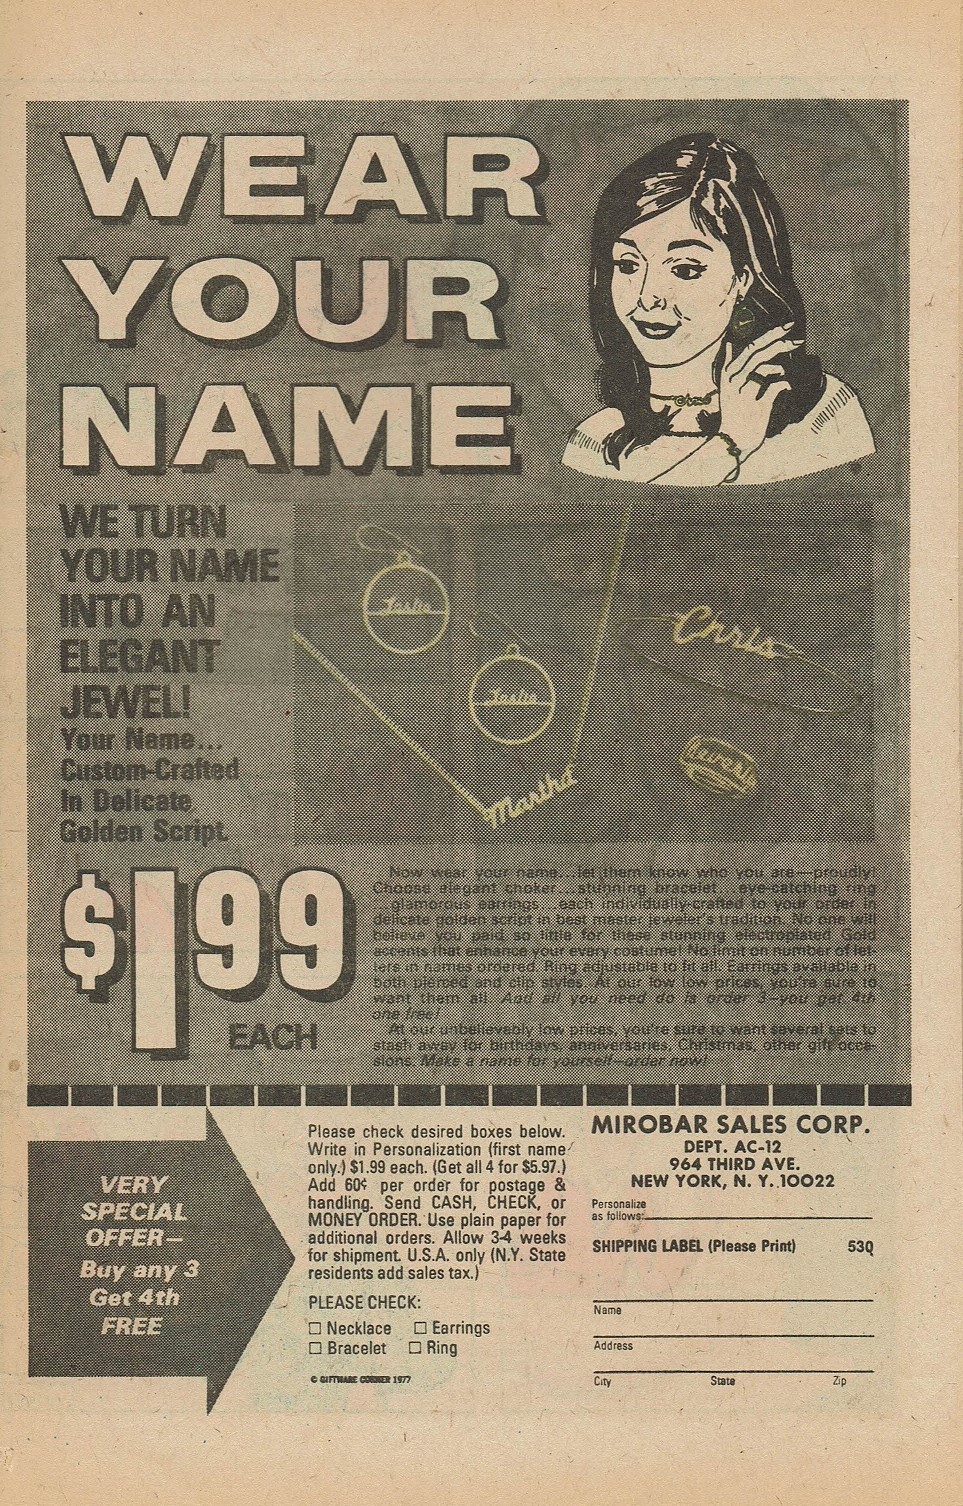 WEAR
YOUR
NAME
WE TURN
YOUR NAME
INTO AN
ELEGANT
JEWEL!
Your Name...
Custom-Crafted
In Delicate
Golden Script
Leslie
Leslie
Chris
Martha
$1.99
EACH
Now wear your name...let them know who you are—proudly!
Choose elegant choker...stunning bracelet...eye-catching ring
...glamorous earrings...each individually-crafted to your order in
delicate golden script in best master jeweler's tradition. No one will
believe you paid so little for these stunning electroplated Gold
accents that enhance your every costume! No limit on number of let-
ters in names ordered. Ring adjustable to fit all. Earrings available in
both pierced and clip styles. At our low low prices, you're sure to
want them all. And all you need do is order 3—you get 4th
one free!
At our unbelievably low prices, you're sure to want several sets to
stash away for birthdays, anniversaries, Christmas, other gift occa-
sions. Make a name for yourself—order now!
VERY
SPECIAL
OFFER—
Buy any 3
Get 4th
FREE
Please check desired boxes below.
Write in Personalization (first name
only.) $1.99 each. (Get all 4 for $5.97.)
Add 60¢ per order for postage &
handling. Send CASH, CHECK, or
MONEY ORDER. Use plain paper for
additional orders. Allow 3-4 weeks
for shipment. U.S.A. only (N.Y. State
residents add sales tax.)
PLEASE CHECK:
☐ Necklace ☐ Earrings
☐ Bracelet ☐ Ring
© GIFTWARE CORNER 1977
MIROBAR SALES CORP.
DEPT. AC-12
964 THIRD AVE.
NEW YORK, N. Y. 10022
Personalize
as follows:
SHIPPING LABEL (Please Print) 53Q
Name
Address
City State Zip